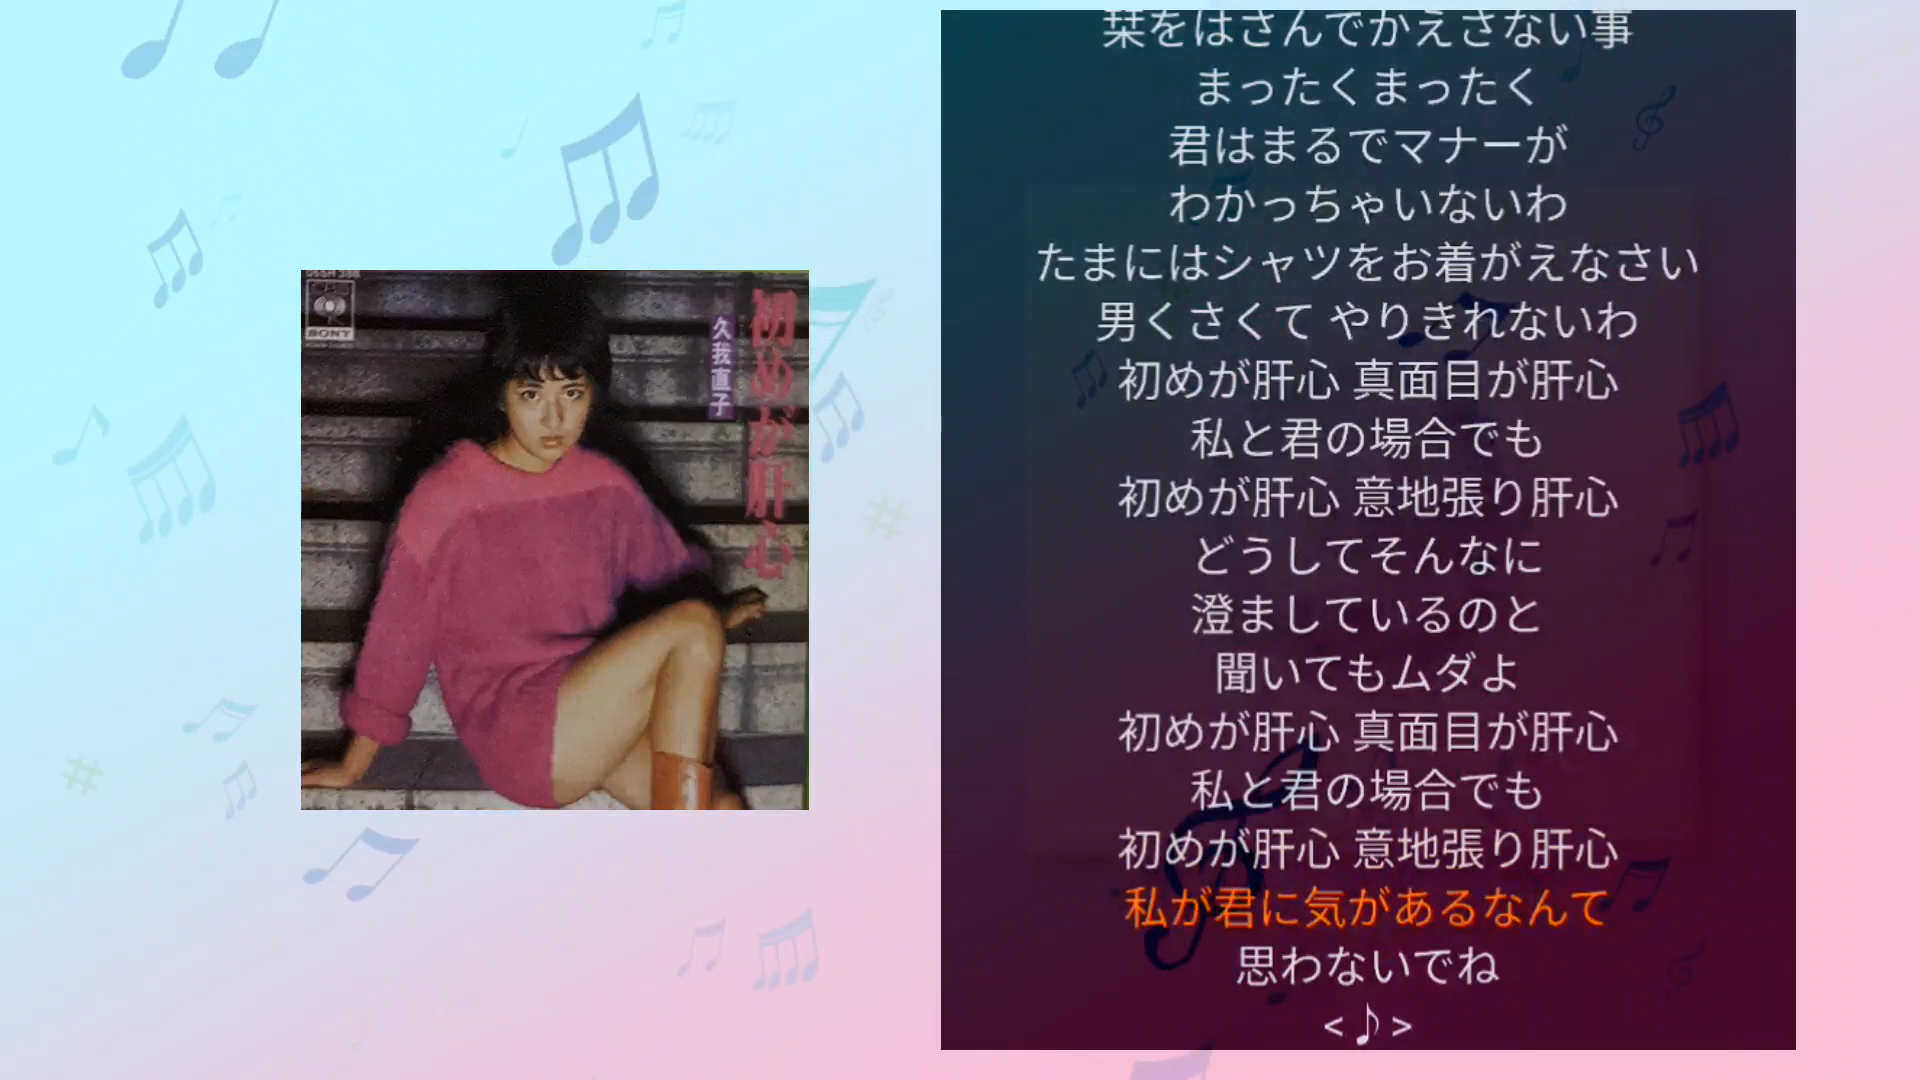 SONY
久我直子
初めが肝心
栞をはさんでかえさない事
まったくまったく
君はまるでマナーが
わかっちゃいないわ
たまにはシャツをお着がえなさい
男くさくて やりきれないわ
初めが肝心 真面目が肝心
私と君の場合でも
初めが肝心 意地張り肝心
どうしてそんなに
澄ましているのと
聞いてもムダよ
初めが肝心 真面目が肝心
私と君の場合でも
初めが肝心 意地張り肝心
私が君に気があるなんて
思わないでね
<♪>